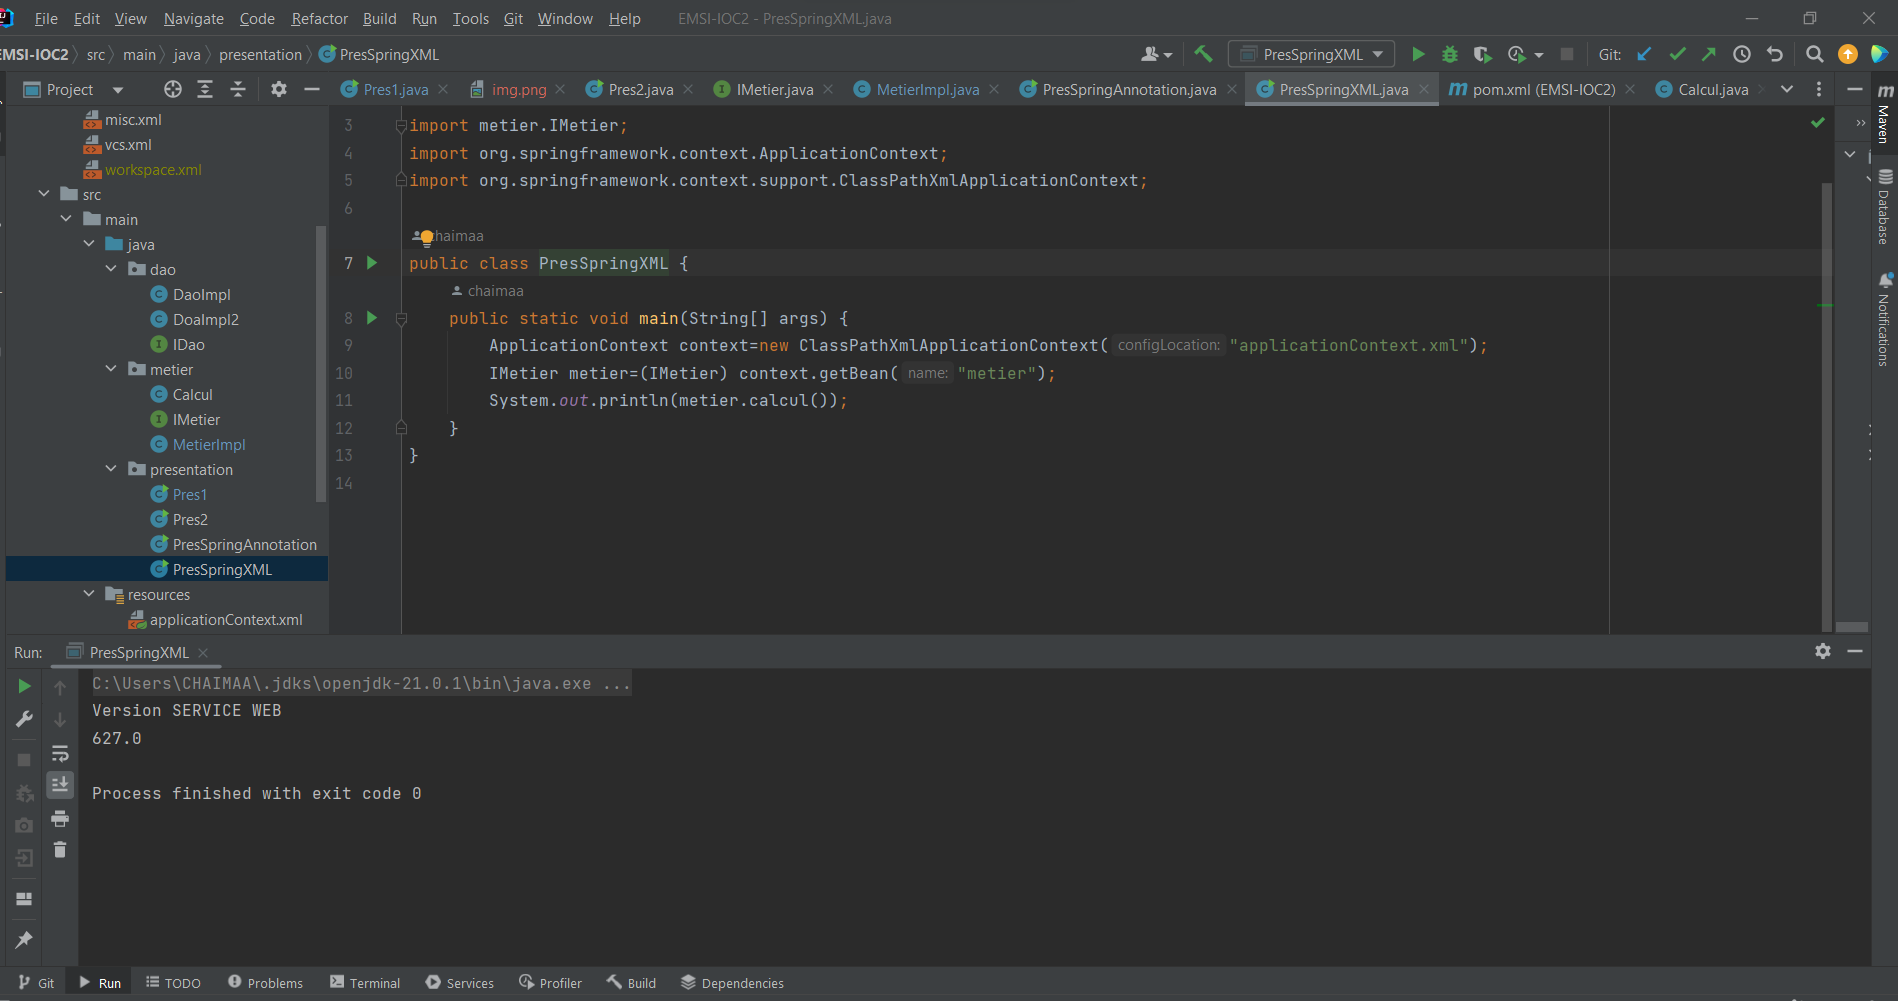 File Edit View Navigate Code Refactor Build Run Tools Git Window Help EMSI-IOC2 - PresSpringXML.java
EMSI-IOC2 src main java presentation PresSpringXML PresSpringXML Git:
Project Pres1.java img.png Pres2.java IMetier.java MetierImpl.java PresSpringAnnotation.java PresSpringXML.java pom.xml (EMSI-IOC2) Calcul.java
misc.xml
vcs.xml
workspace.xml
src
main
java
dao
DaoImpl
DoaImpl2
IDao
metier
Calcul
IMetier
MetierImpl
presentation
Pres1
Pres2
PresSpringAnnotation
PresSpringXML
resources
applicationContext.xml
3 import metier.IMetier;
4 import org.springframework.context.ApplicationContext;
5 import org.springframework.context.support.ClassPathXmlApplicationContext;
6
chaimaa
7 public class PresSpringXML {
chaimaa
8 public static void main(String[] args) {
9 ApplicationContext context=new ClassPathXmlApplicationContext( configLocation: "applicationContext.xml");
10 IMetier metier=(IMetier) context.getBean( name: "metier");
11 System.out.println(metier.calcul());
12 }
13 }
14
Maven
Database
Notifications
Run: PresSpringXML
C:\Users\CHAIMAA\.jdks\openjdk-21.0.1\bin\java.exe ...
Version SERVICE WEB
627.0
Process finished with exit code 0
Git Run TODO Problems Terminal Services Profiler Build Dependencies